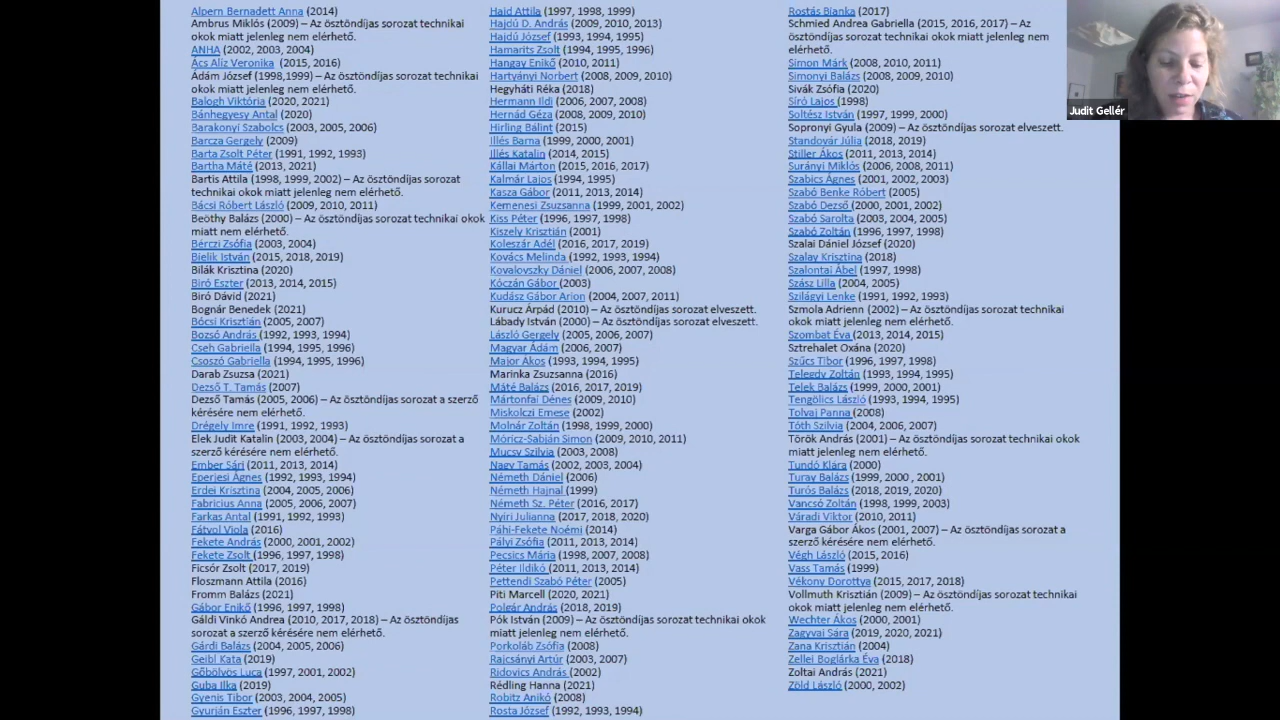 Alpern Bernadett Anna (2014)
Ambrus Miklós (2009) – Az ösztöndíjas sorozat technikai
okok miatt jelenleg nem elérhető.
ANHA (2002, 2003, 2004)
Ács Alíz Veronika (2015, 2016)
Ádám József (1998,1999) – Az ösztöndíjas sorozat technikai
okok miatt jelenleg nem elérhető.
Balogh Viktória (2020, 2021)
Bánhegyesy Antal (2020)
Barakonyi Szabolcs (2003, 2005, 2006)
Barcza Gergely (2009)
Barta Zsolt Péter (1991, 1992, 1993)
Bartha Máté (2013, 2021)
Bartis Attila (1998, 1999, 2002) – Az ösztöndíjas sorozat
technikai okok miatt jelenleg nem elérhető.
Bácsi Róbert László (2009, 2010, 2011)
Beöthy Balázs (2000) – Az ösztöndíjas sorozat technikai okok
miatt nem elérhető.
Bérczi Zsófia (2003, 2004)
Bielik István (2015, 2018, 2019)
Bilák Krisztina (2020)
Biró Eszter (2013, 2014, 2015)
Biró Dávid (2021)
Bognár Benedek (2021)
Bócsi Krisztián (2005, 2007)
Bozsó András (1992, 1993, 1994)
Cseh Gabriella (1994, 1995, 1996)
Csoszó Gabriella (1994, 1995, 1996)
Darab Zsuzsa (2021)
Dezső T. Tamás (2007)
Dezső Tamás (2005, 2006) – Az ösztöndíjas sorozat a szerző
kérésére nem elérhető.
Drégely Imre (1991, 1992, 1993)
Elek Judit Katalin (2003, 2004) – Az ösztöndíjas sorozat a
szerző kérésére nem elérhető.
Ember Sári (2011, 2013, 2014)
Eperjesi Ágnes (1992, 1993, 1994)
Erdei Krisztina (2004, 2005, 2006)
Fabricius Anna (2005, 2006, 2007)
Farkas Antal (1991, 1992, 1993)
Fátyol Viola (2016)
Fekete András (2000, 2001, 2002)
Fekete Zsolt (1996, 1997, 1998)
Ficsór Zsolt (2017, 2019)
Floszmann Attila (2016)
Fromm Balázs (2021)
Gábor Enikő (1996, 1997, 1998)
Gáldi Vinkó Andrea (2010, 2017, 2018) – Az ösztöndíjas
sorozat a szerző kérésére nem elérhető.
Gárdi Balázs (2004, 2005, 2006)
Geibl Kata (2019)
Gőbölyös Luca (1997, 2001, 2002)
Guba Ilka (2019)
Gyenis Tibor (2003, 2004, 2005)
Gyurján Eszter (1996, 1997, 1998)
Haid Attila (1997, 1998, 1999)
Hajdú D. András (2009, 2010, 2013)
Hajdú József (1993, 1994, 1995)
Hamarits Zsolt (1994, 1995, 1996)
Hangay Enikő (2010, 2011)
Hartyányi Norbert (2008, 2009, 2010)
Hegyháti Réka (2018)
Hermann Ildi (2006, 2007, 2008)
Hernád Géza (2008, 2009, 2010)
Hirling Bálint (2015)
Illés Barna (1999, 2000, 2001)
Illés Katalin (2014, 2015)
Kállai Márton (2015, 2016, 2017)
Kalmár Lajos (1994, 1995)
Kasza Gábor (2011, 2013, 2014)
Kemenesi Zsuzsanna (1999, 2001, 2002)
Kiss Péter (1996, 1997, 1998)
Kiszely Krisztián (2001)
Koleszár Adél (2016, 2017, 2019)
Kovács Melinda (1992, 1993, 1994)
Kovalovszky Dániel (2006, 2007, 2008)
Kóczán Gábor (2003)
Kudász Gábor Arion (2004, 2007, 2011)
Kurucz Árpád (2010) – Az ösztöndíjas sorozat elveszett.
Lábady István (2000) – Az ösztöndíjas sorozat elveszett.
László Gergely (2005, 2006, 2007)
Magyar Ádám (2006, 2007)
Major Ákos (1993, 1994, 1995)
Marinka Zsuzsanna (2016)
Máté Balázs (2016, 2017, 2019)
Mártonfai Dénes (2009, 2010)
Miskolczi Emese (2002)
Molnár Zoltán (1998, 1999, 2000)
Móricz-Sabján Simon (2009, 2010, 2011)
Mucsy Szilvia (2003, 2008)
Nagy Tamás (2002, 2003, 2004)
Németh Dániel (2006)
Németh Hajnal (1999)
Németh Sz. Péter (2016, 2017)
Nyiri Julianna (2017, 2018, 2020)
Páhi-Fekete Noémi (2014)
Pályi Zsófia (2011, 2013, 2014)
Pecsics Mária (1998, 2007, 2008)
Péter Ildikó (2011, 2013, 2014)
Pettendi Szabó Péter (2005)
Piti Marcell (2020, 2021)
Polgár András (2018, 2019)
Pók István (2009) – Az ösztöndíjas sorozat technikai okok
miatt jelenleg nem elérhető.
Porkoláb Zsófia (2008)
Rajcsányi Artúr (2003, 2007)
Ridovics András (2002)
Rédling Hanna (2021)
Robitz Anikó (2008)
Rosta József (1992, 1993, 1994)
Rostás Bianka (2017)
Schmied Andrea Gabriella (2015, 2016, 2017) – Az
ösztöndíjas sorozat technikai okok miatt jelenleg nem
elérhető.
Simon Márk (2008, 2010, 2011)
Simonyi Balázs (2008, 2009, 2010)
Sivák Zsófia (2020)
Síró Lajos (1998)
Soltész István (1997, 1999, 2000)
Sopronyi Gyula (2009) – Az ösztöndíjas sorozat elveszett.
Standovár Júlia (2018, 2019)
Stiller Ákos (2011, 2013, 2014)
Surányi Miklós (2006, 2008, 2011)
Szabics Ágnes (2001, 2002, 2003)
Szabó Benke Róbert (2005)
Szabó Dezső (2000, 2001, 2002)
Szabó Sarolta (2003, 2004, 2005)
Szabó Zoltán (1996, 1997, 1998)
Szalai Dániel József (2020)
Szalay Krisztina (2018)
Szalontai Ábel (1997, 1998)
Szász Lilla (2004, 2005)
Szilágyi Lenke (1991, 1992, 1993)
Szmola Adrienn (2002) – Az ösztöndíjas sorozat technikai
okok miatt jelenleg nem elérhető.
Szombat Éva (2013, 2014, 2015)
Sztrehalet Oxána (2020)
Szűcs Tibor (1996, 1997, 1998)
Telegdy Zoltán (1993, 1994, 1995)
Telek Balázs (1999, 2000, 2001)
Tengölics László (1993, 1994, 1995)
Tolvaj Panna (2008)
Tóth Szilvia (2004, 2006, 2007)
Török András (2001) – Az ösztöndíjas sorozat technikai okok
miatt jelenleg nem elérhető.
Tundó Klára (2000)
Turay Balázs (1999, 2000 , 2001)
Turós Balázs (2018, 2019, 2020)
Vancsó Zoltán (1998, 1999, 2003)
Váradi Viktor (2010, 2011)
Varga Gábor Ákos (2001, 2007) – Az ösztöndíjas sorozat a
szerző kérésére nem elérhető.
Végh László (2015, 2016)
Vass Tamás (1999)
Vékony Dorottya (2015, 2017, 2018)
Vollmuth Krisztián (2009) – Az ösztöndíjas sorozat technikai
okok miatt jelenleg nem elérhető.
Wechter Ákos (2000, 2001)
Zagyvai Sára (2019, 2020, 2021)
Zana Krisztián (2004)
Zellei Boglárka Éva (2018)
Zoltai András (2021)
Zöld László (2000, 2002)
Judit Gellér